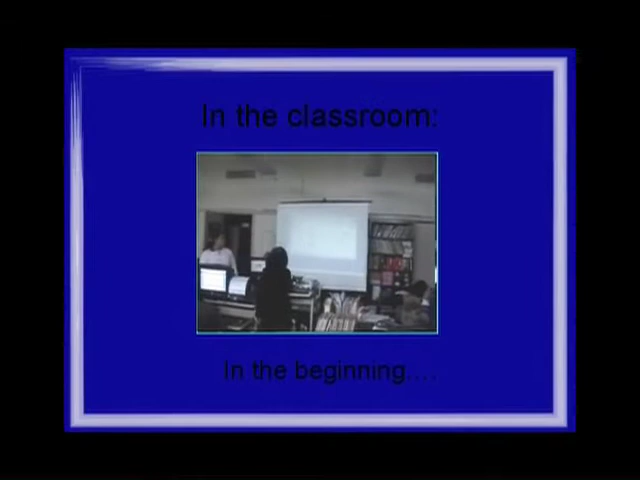 In the classroom:
In the beginning....